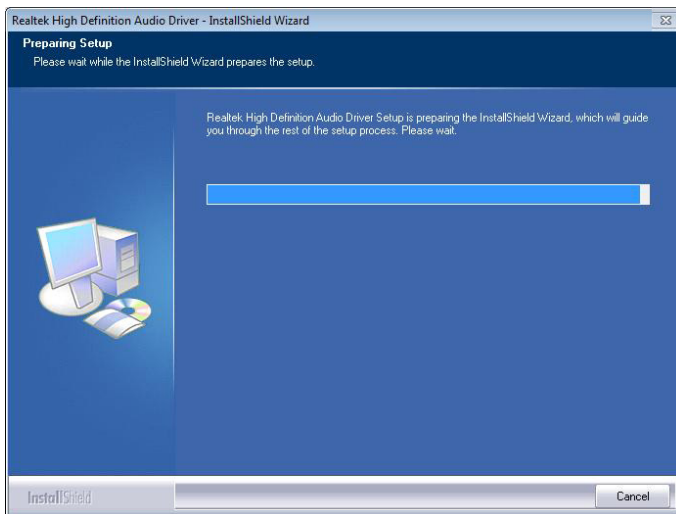 Realtek High Definition Audio Driver - InstallShield Wizard
Preparing Setup
Please wait while the InstallShield Wizard prepares the setup.
Realtek High Definition Audio Driver Setup is preparing the InstallShield Wizard, which will guide
you through the rest of the setup process. Please wait.
InstallShield
Cancel